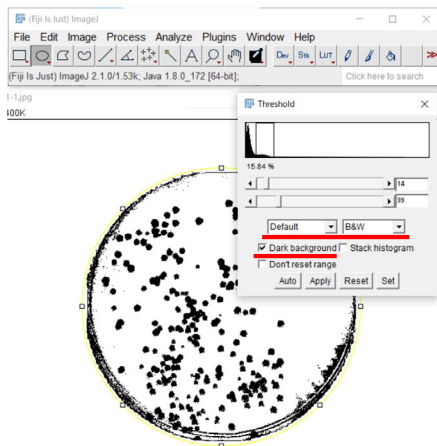 (Fiji Is Just) ImageJ
File Edit Image Process Analyze Plugins Window Help
Dev Stk LUT
(Fiji Is Just) ImageJ 2.1.0/1.53k; Java 1.8.0_172 [64-bit];
Click here to search
-1.jpg
400K
Threshold
15.84 %
14
39
Default B&W
Dark background Stack histogram
Don't reset range
Auto Apply Reset Set